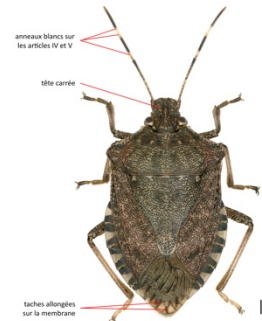 anneaux blancs sur
les articles IV et V
tête carrée
taches allongées
sur la membrane